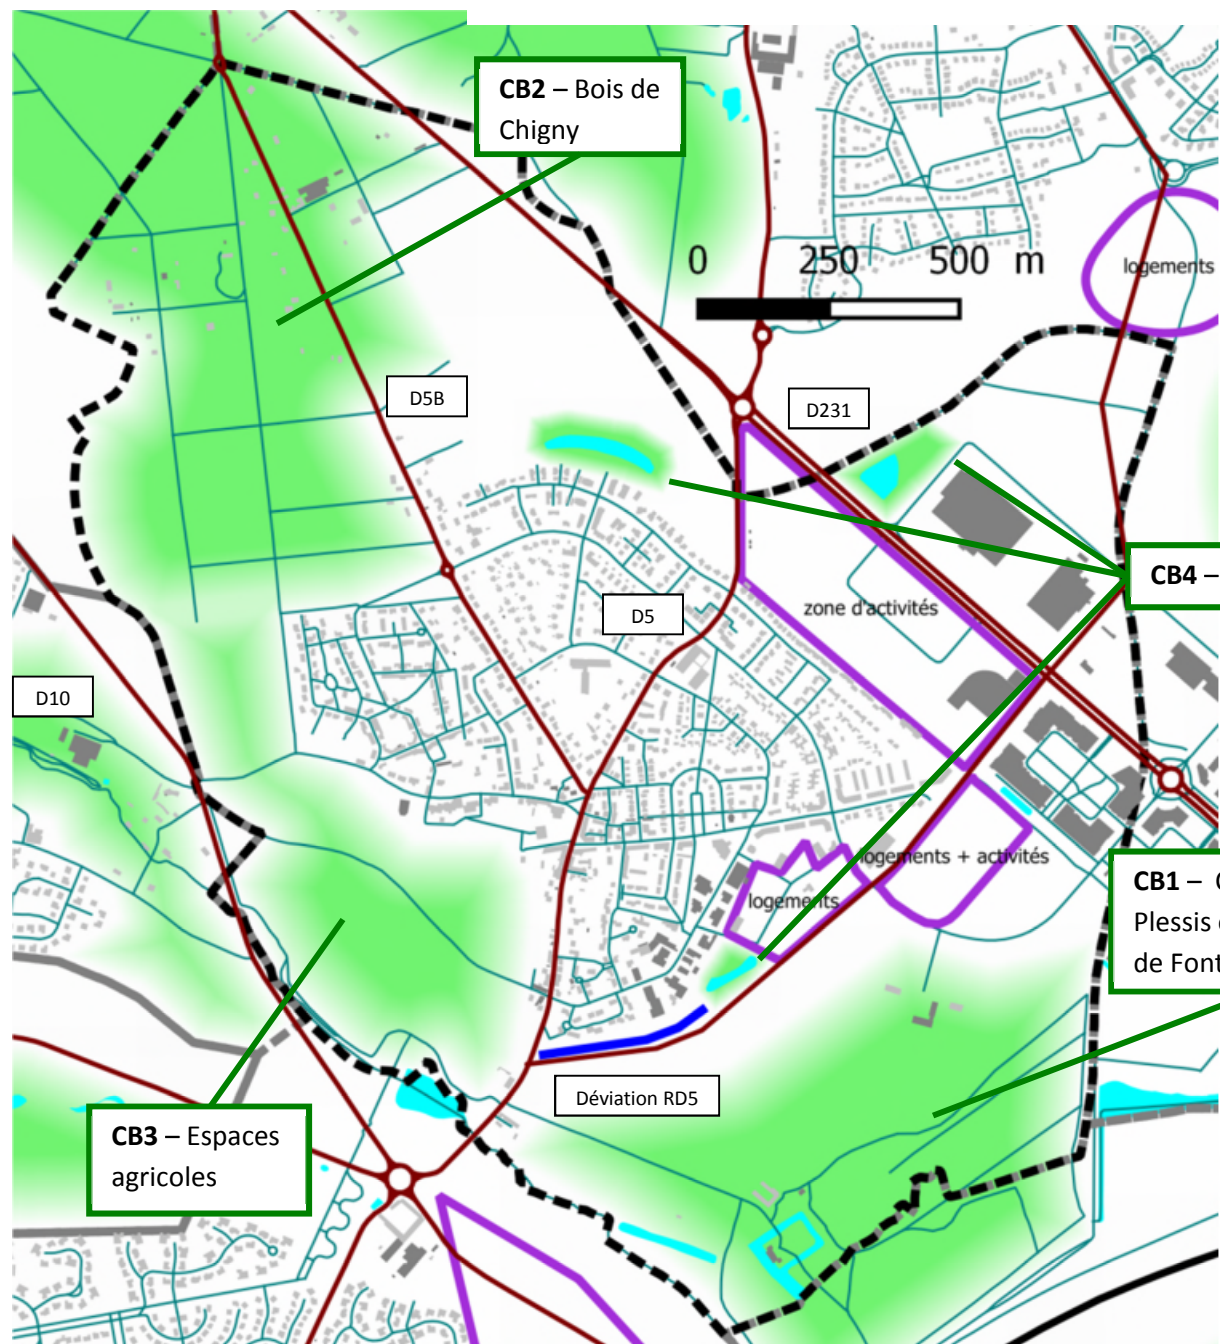 CB2 – Bois de
Chigny
0 250 500 m
logements
D5B
D231
CB4 –
zone d'activités
D5
D10
logements + activités
logements
CB1 –
Plessis
de Font
Déviation RD5
CB3 – Espaces
agricoles